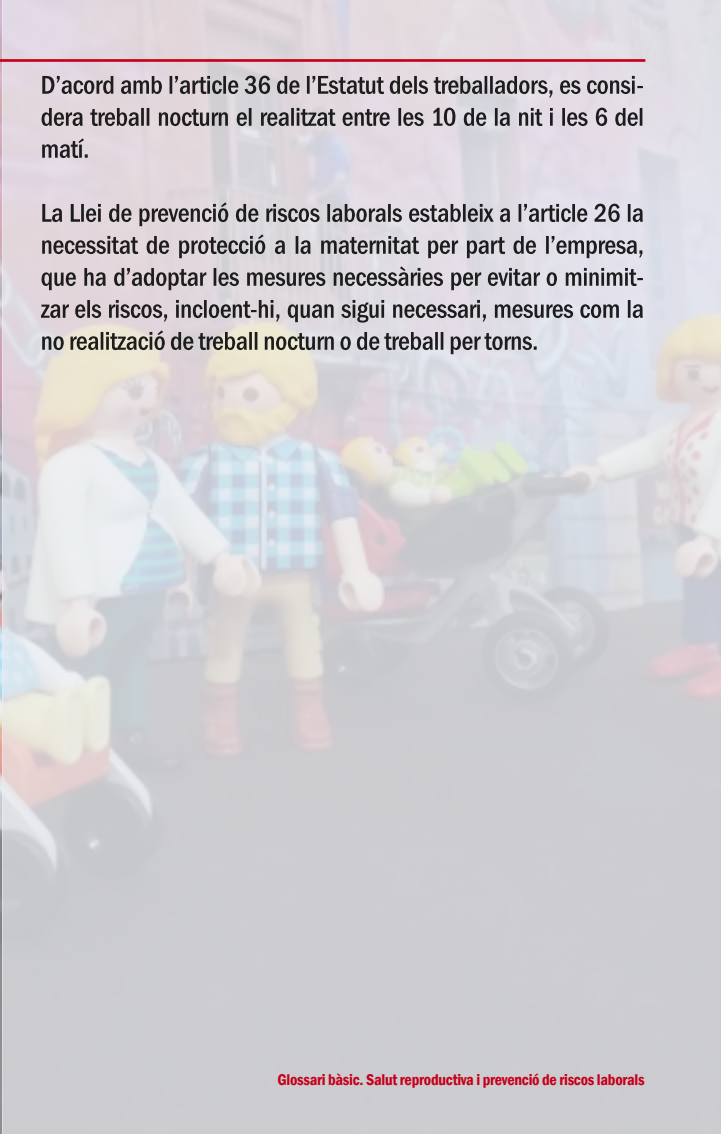 D’acord amb l’article 36 de l’Estatut dels treballadors, es consi-
dera treball nocturn el realitzat entre les 10 de la nit i les 6 del
matí.
La Llei de prevenció de riscos laborals estableix a l’article 26 la
necessitat de protecció a la maternitat per part de l’empresa,
que ha d’adoptar les mesures necessàries per evitar o minimit-
zar els riscos, incloent-hi, quan sigui necessari, mesures com la
no realització de treball nocturn o de treball per torns.
Glossari bàsic. Salut reproductiva i prevenció de riscos laborals